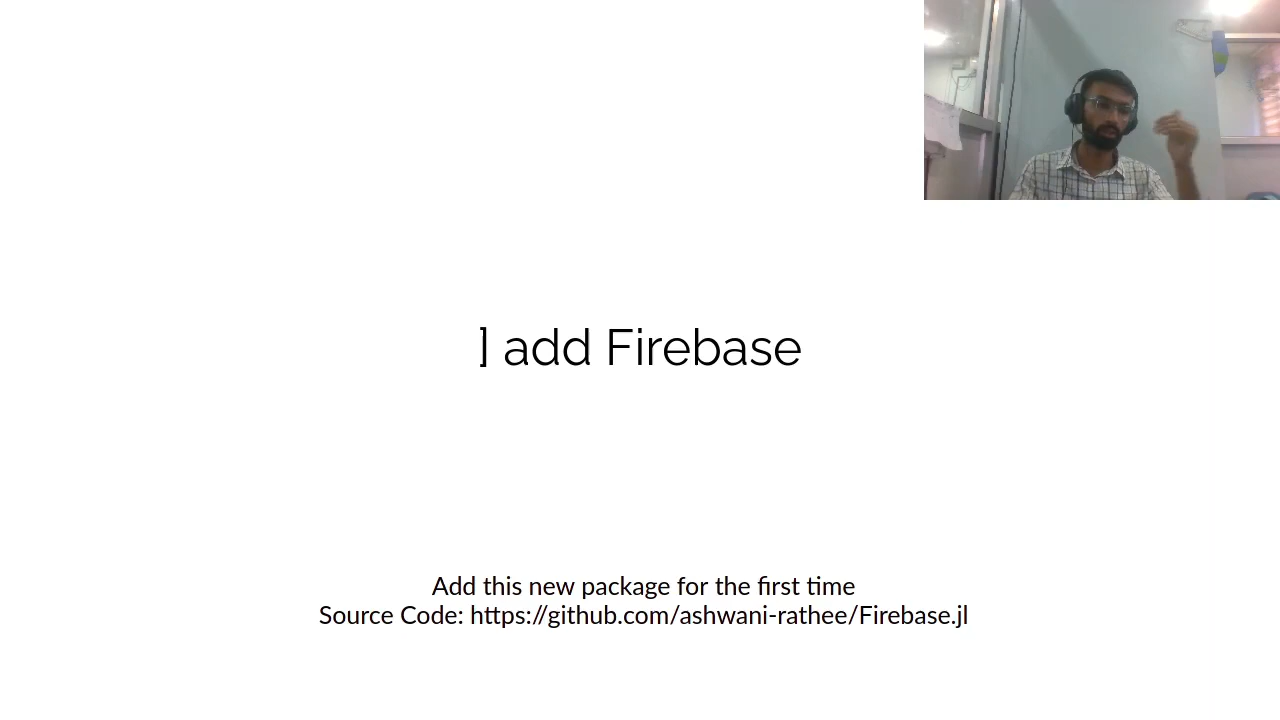 ] add Firebase
Add this new package for the first time
Source Code: https://github.com/ashwani-rathee/Firebase.jl